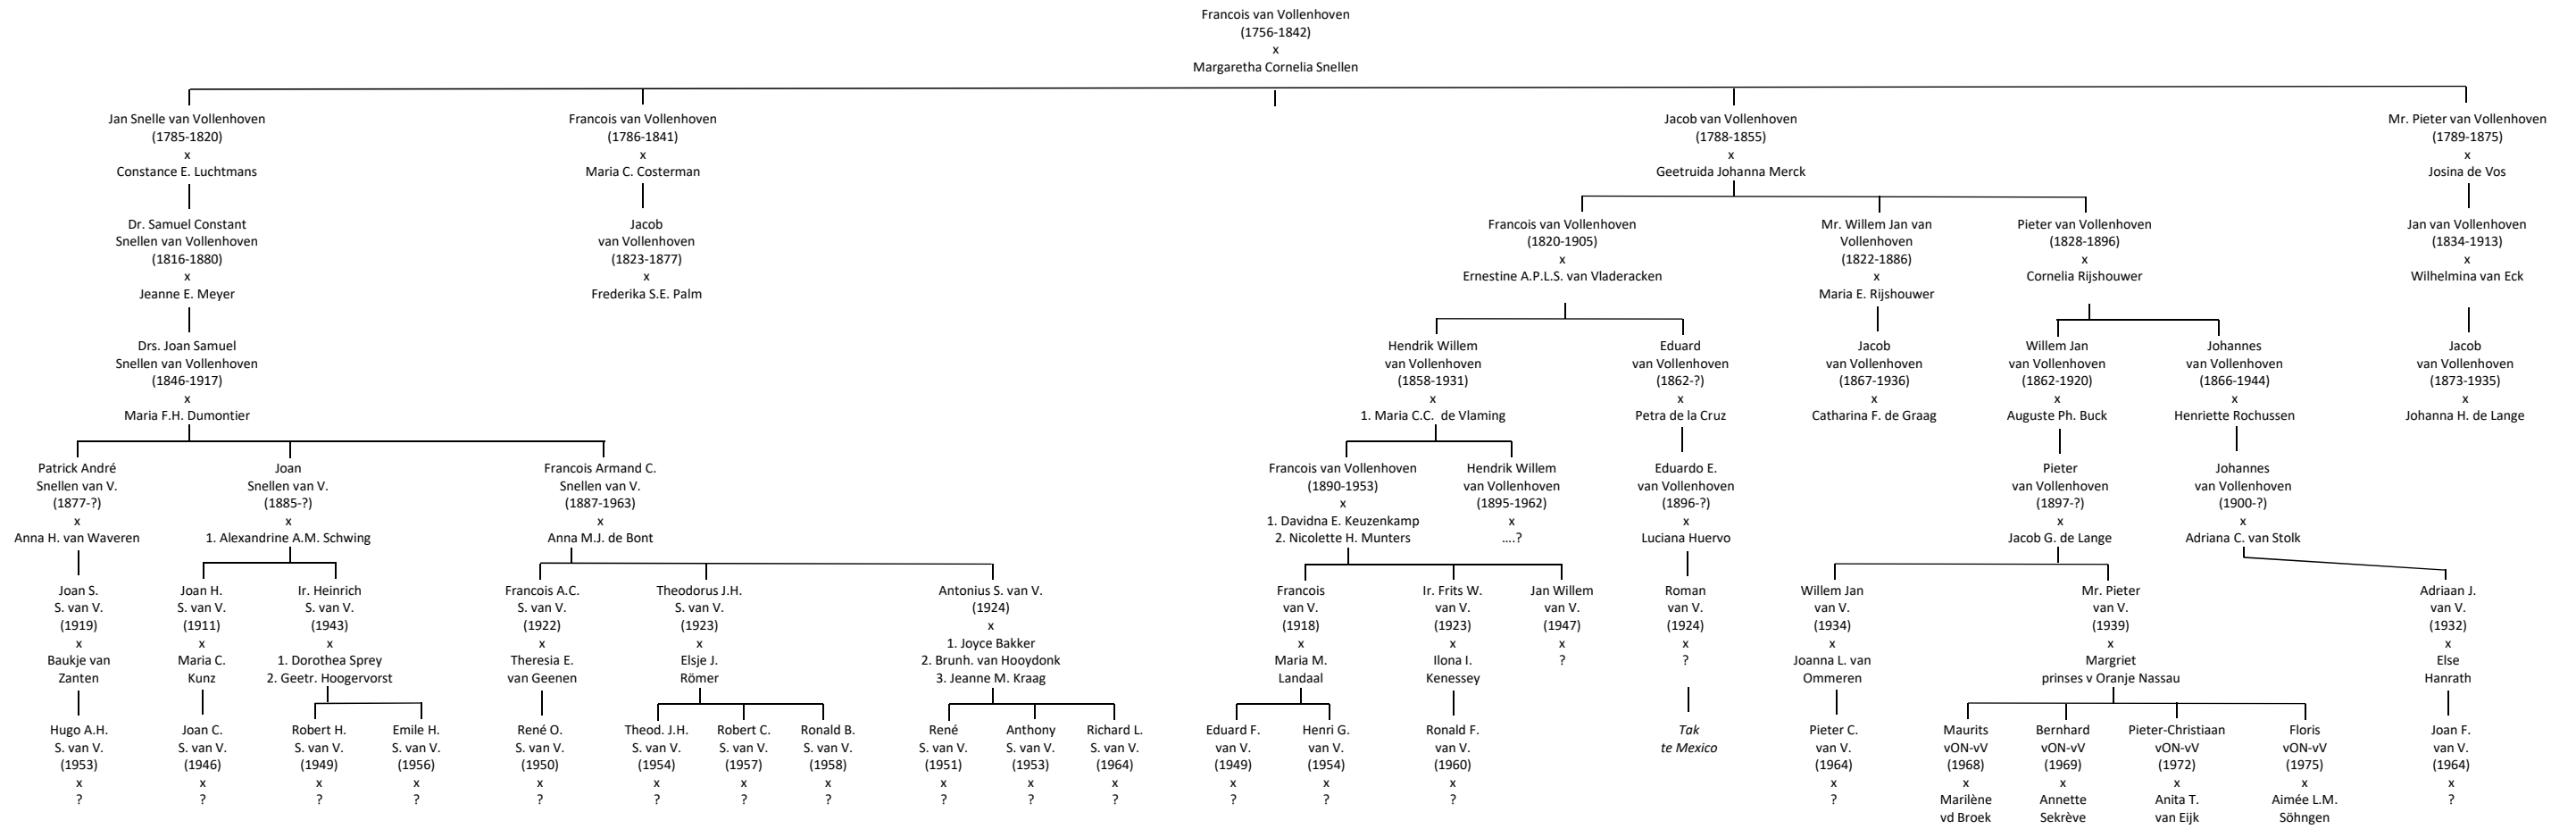 Francois van Vollenhoven
(1756-1842)
x
Margaretha Cornelia Snellen
Jan Snelle van Vollenhoven
(1785-1820)
x
Constance E. Luchtmans
Francois van Vollenhoven
(1786-1841)
x
Maria C. Costerman
Jacob van Vollenhoven
(1788-1855)
x
Geetruida Johanna Merck
Mr. Pieter van Vollenhoven
(1789-1875)
x
Josina de Vos
Dr. Samuel Constant
Snellen van Vollenhoven
(1816-1880)
x
Jeanne E. Meyer
Jacob
van Vollenhoven
(1823-1877)
x
Frederika S.E. Palm
Francois van Vollenhoven
(1820-1905)
x
Ernestine A.P.L.S. van Vladeracken
Mr. Willem Jan van
Vollenhoven
(1822-1886)
x
Maria E. Rijshouwer
Pieter van Vollenhoven
(1828-1896)
x
Cornelia Rijshouwer
Jan van Vollenhoven
(1834-1913)
x
Wilhelmina van Eck
Drs. Joan Samuel
Snellen van Vollenhoven
(1846-1917)
x
Maria F.H. Dumontier
Hendrik Willem
van Vollenhoven
(1858-1931)
x
1. Maria C.C. de Vlaming
Eduard
van Vollenhoven
(1862-?)
x
Petra de la Cruz
Jacob
van Vollenhoven
(1867-1936)
x
Catharina F. de Graag
Willem Jan
van Vollenhoven
(1862-1920)
x
Auguste Ph. Buck
Johannes
van Vollenhoven
(1866-1944)
x
Henriette Rochussen
Jacob
van Vollenhoven
(1873-1935)
x
Johanna H. de Lange
Patrick André
Snellen van V.
(1877-?)
x
Anna H. van Waveren
Joan
Snellen van V.
(1885-?)
x
1. Alexandrine A.M. Schwing
Francois Armand C.
Snellen van V.
(1887-1963)
x
Anna M.J. de Bont
Francois van Vollenhoven
(1890-1953)
x
1. Davidna E. Keuzenkamp
2. Nicolette H. Munters
Hendrik Willem
van Vollenhoven
(1895-1962)
x
....?
Eduardo E.
van Vollenhoven
(1896-?)
x
Luciana Huervo
Pieter
van Vollenhoven
(1897-?)
x
Jacob G. de Lange
Johannes
van Vollenhoven
(1900-?)
x
Adriana C. van Stolk
Joan S.
S. van V.
(1919)
x
Baukje van
Zanten
Joan H.
S. van V.
(1911)
x
Maria C.
Kunz
Ir. Heinrich
S. van V.
(1943)
x
1. Dorothea Sprey
2. Geetr. Hoogervorst
Francois A.C.
S. van V.
(1922)
x
Theresia E.
van Geenen
Theodorus J.H.
S. van V.
(1923)
x
Elsje J.
Römer
Antonius S. van V.
(1924)
x
1. Joyce Bakker
2. Brunh. van Hooydonk
3. Jeanne M. Kraag
Francois
van V.
(1918)
x
Maria M.
Landaal
Ir. Frits W.
van V.
(1923)
x
Ilona I.
Kenessey
Jan Willem
van V.
(1947)
x
?
Roman
van V.
(1924)
x
?
Willem Jan
van V.
(1934)
x
Joanna L. van
Ommeren
Mr. Pieter
van V.
(1939)
x
Margriet
prinses v Oranje Nassau
Adriaan J.
van V.
(1932)
x
Else
Hanrath
Hugo A.H.
S. van V.
(1953)
x
?
Joan C.
S. van V.
(1946)
x
?
Robert H.
S. van V.
(1949)
x
?
Emile H.
S. van V.
(1956)
x
?
René O.
S. van V.
(1950)
x
?
Theod. J.H.
S. van V.
(1954)
x
?
Robert C.
S. van V.
(1957)
x
?
Ronald B.
S. van V.
(1958)
x
?
René
S. van V.
(1951)
x
?
Anthony
S. van V.
(1953)
x
?
Richard L.
S. van V.
(1964)
x
?
Eduard F.
van V.
(1949)
x
?
Henri G.
van V.
(1954)
x
?
Ronald F.
van V.
(1960)
x
?
Tak
te Mexico
Pieter C.
van V.
(1964)
x
?
Maurits
vON-vV
(1968)
x
Marilène
vd Broek
Bernhard
vON-vV
(1969)
x
Annette
Sekrève
Pieter-Christiaan
vON-vV
(1972)
x
Anita T.
van Eijk
Floris
vON-vV
(1975)
x
Aimée L.M.
Söhngen
Joan F.
van V.
(1964)
x
?